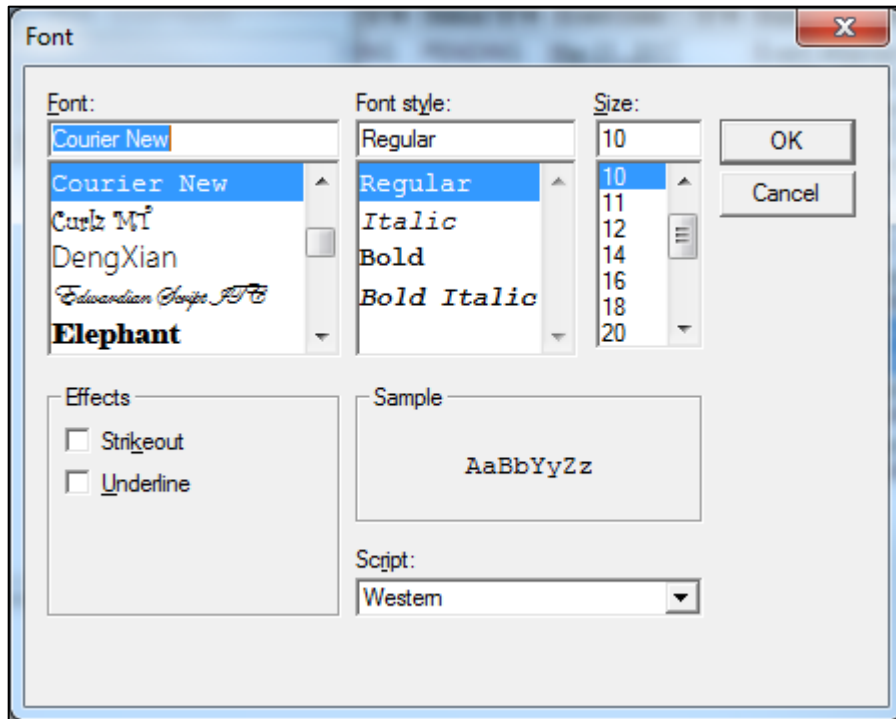 Font
Font:
Font style:
Size:
Courier New
Regular
10
OK
Courier New
Curlz MT
DengXian
Edwardian Script ITC
Elephant
Regular
Italic
Bold
Bold Italic
10
11
12
14
16
18
20
Cancel
Effects
Strikeout
Underline
Sample
AaBbYyZz
Script:
Western